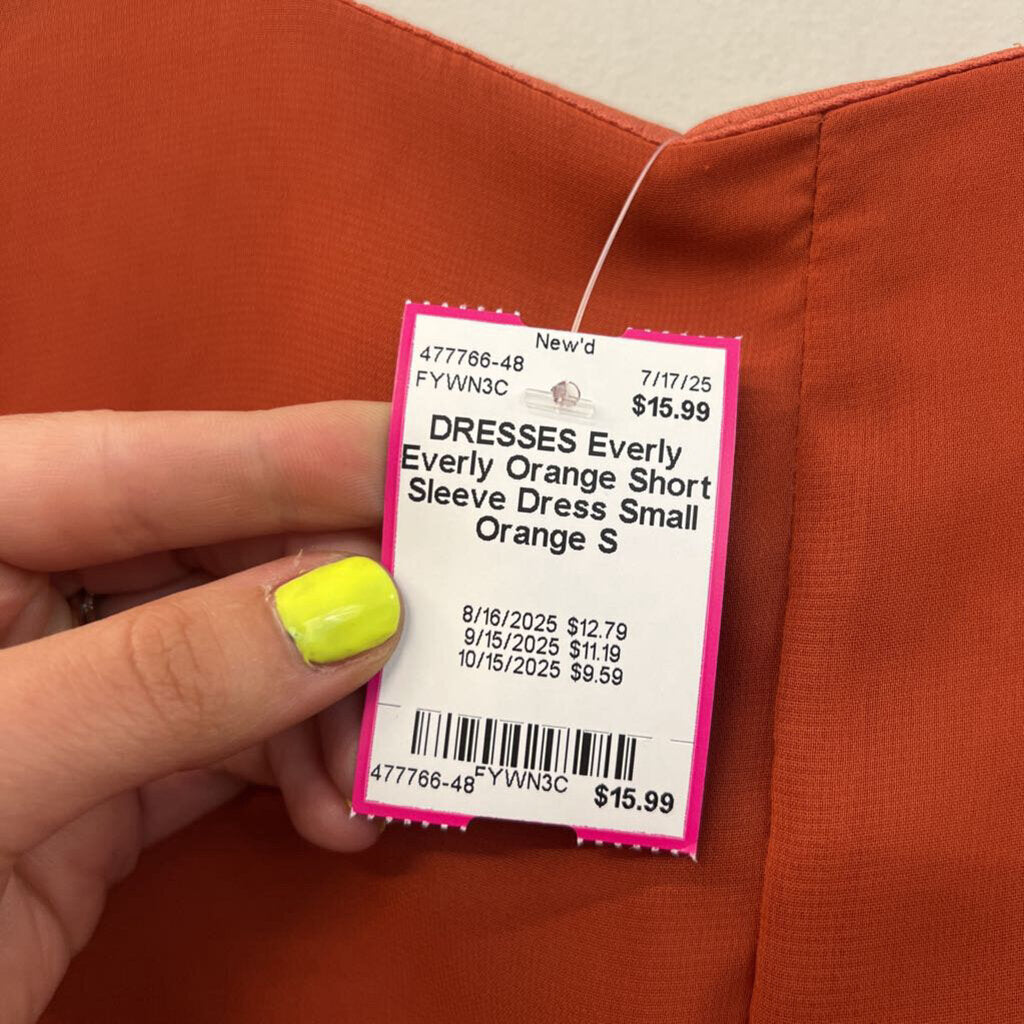 New'd
477766-48
FYWN3C
7/17/25
$15.99
DRESSES Everly
Everly Orange Short
Sleeve Dress Small
Orange S
8/16/2025 $12.79
9/15/2025 $11.19
10/15/2025 $9.59
477766-48 FYWN3C $15.99